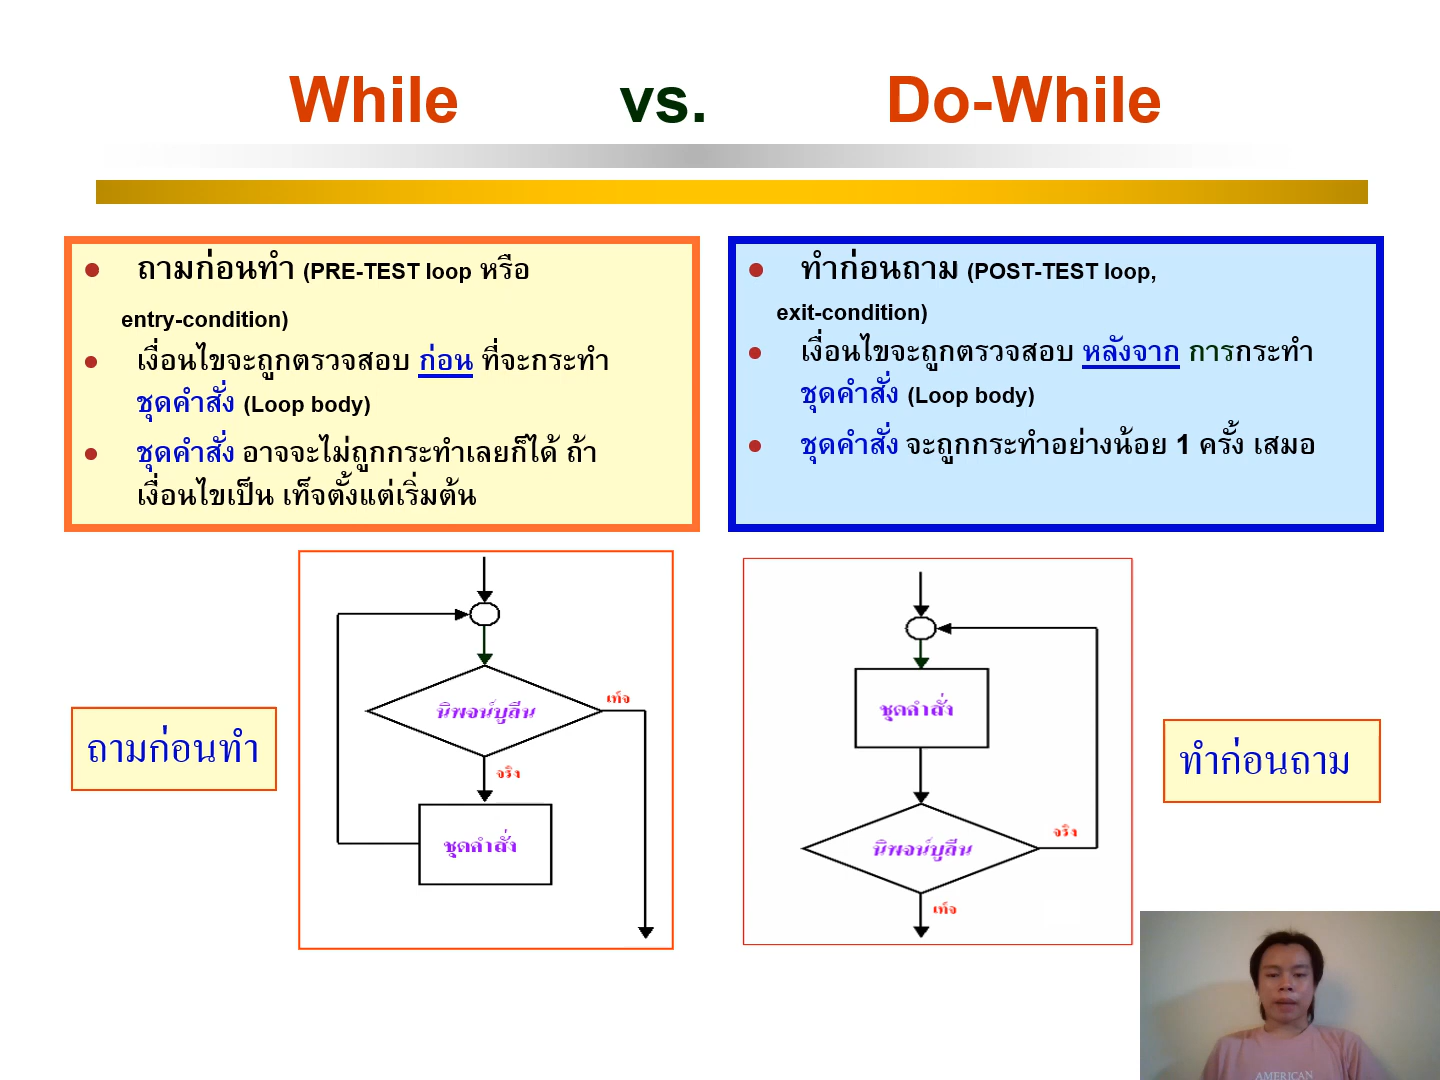 While vs. Do-While
ถามก่อนทำ (PRE-TEST loop หรือ
entry-condition)
เงื่อนไขจะถูกตรวจสอบ ก่อน ที่จะกระทำ
ชุดคำสั่ง (Loop body)
ชุดคำสั่ง อาจจะไม่ถูกกระทำเลยก็ได้ ถ้า
เงื่อนไขเป็น เท็จตั้งแต่เริ่มต้น
ทำก่อนถาม (POST-TEST loop,
exit-condition)
เงื่อนไขจะถูกตรวจสอบ หลังจาก การกระทำ
ชุดคำสั่ง (Loop body)
ชุดคำสั่ง จะถูกกระทำอย่างน้อย 1 ครั้ง เสมอ
ถามก่อนทำ
นิพจน์บูลีน
เท็จ
จริง
ชุดคำสั่ง
ชุดคำสั่ง
นิพจน์บูลีน
จริง
เท็จ
ทำก่อนถาม
AMERICAN